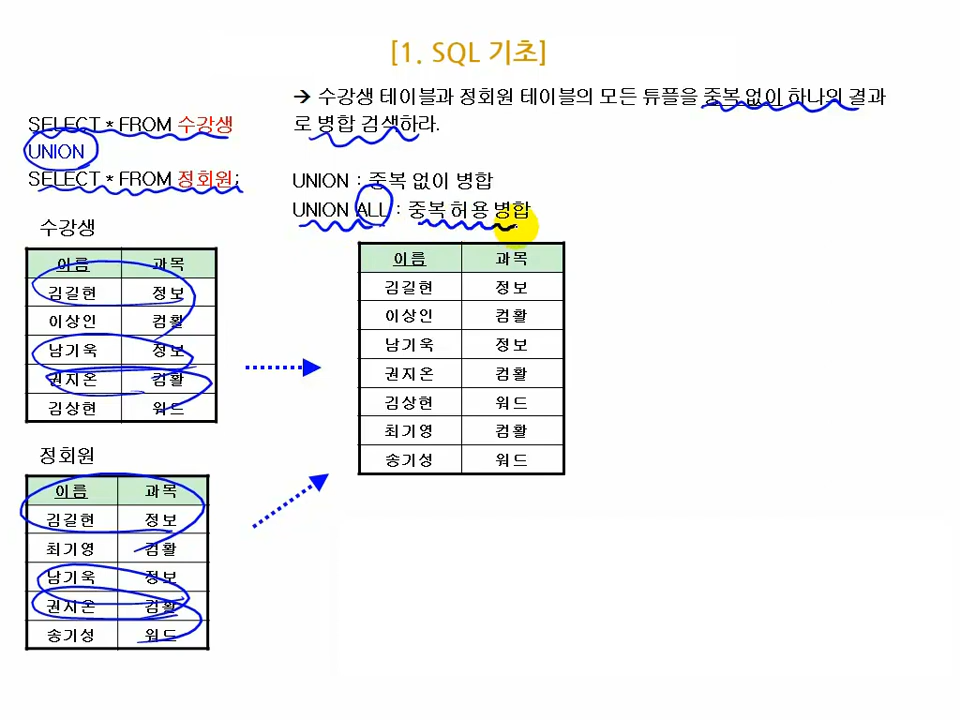 [1. SQL 기초]
→ 수강생 테이블과 정회원 테이블의 모든 튜플을 중복 없이 하나의 결과
로 병합 검색하라.
SELECT * FROM 수강생
UNION
SELECT * FROM 정회원;
UNION : 중복 없이 병합
UNION ALL : 중복 허용 병합
수강생
이름 과목
김길현 정보
이상인 컴활
남기욱 정보
권지온 컴활
김상현 워드
정회원
이름 과목
김길현 정보
최기영 컴활
남기욱 정보
권지온 컴활
송기성 워드
이름 과목
김길현 정보
이상인 컴활
남기욱 정보
권지온 컴활
김상현 워드
최기영 컴활
송기성 워드